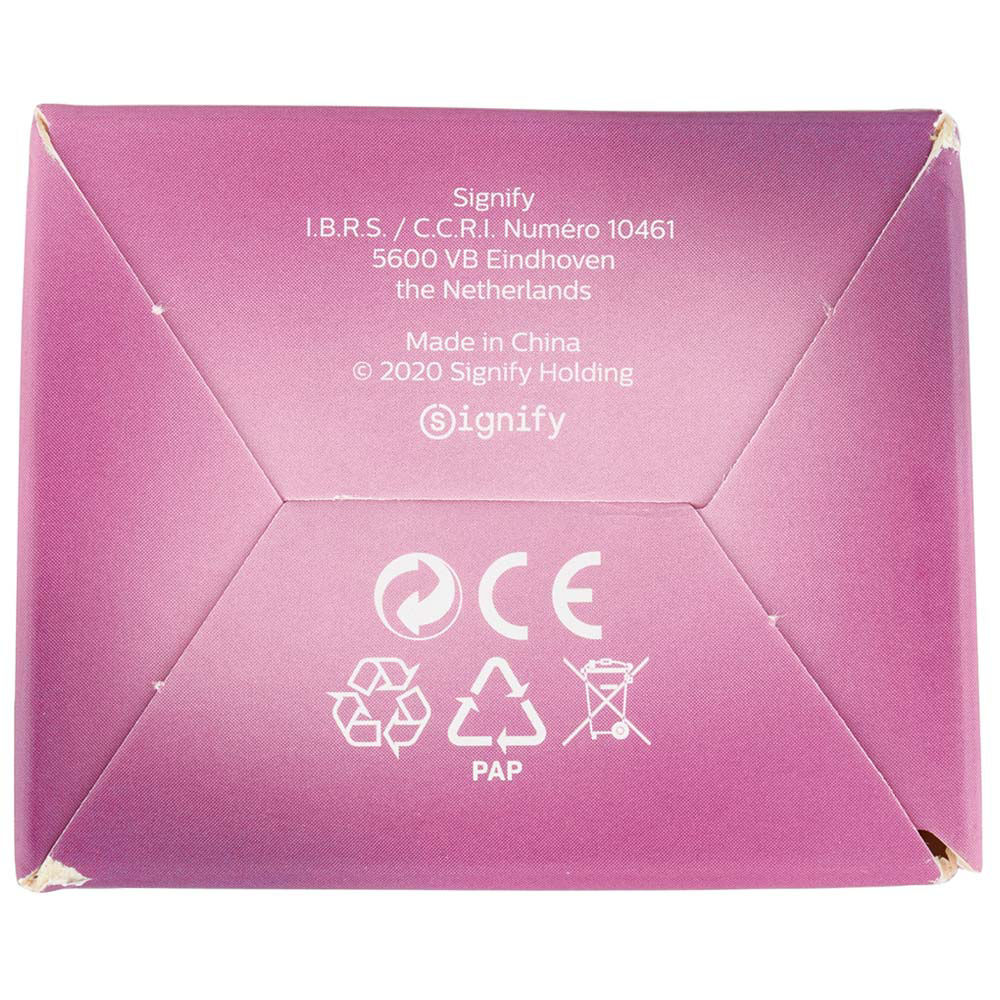 Signify
I.B.R.S. / C.C.R.I. Numéro 10461
5600 VB Eindhoven
the Netherlands
Made in China
© 2020 Signify Holding
Signify
CE
PAP